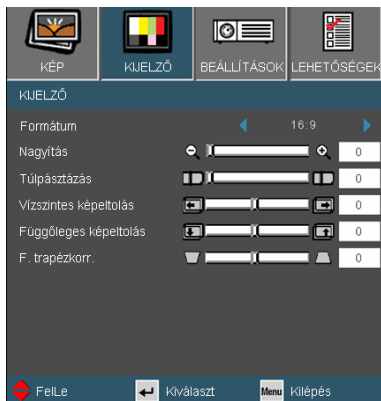 KÉP KIJELZŐ BEÁLLÍTÁSOK LEHETŐSÉGEK
KIJELZŐ
Formátum 16:9
Nagyítás 0
Túlpásztázás 0
Vízszintes képeltolás 0
Függőleges képeltolás 0
F. trapézkorr. 0
FelLe Kiválaszt Menu Kilépés